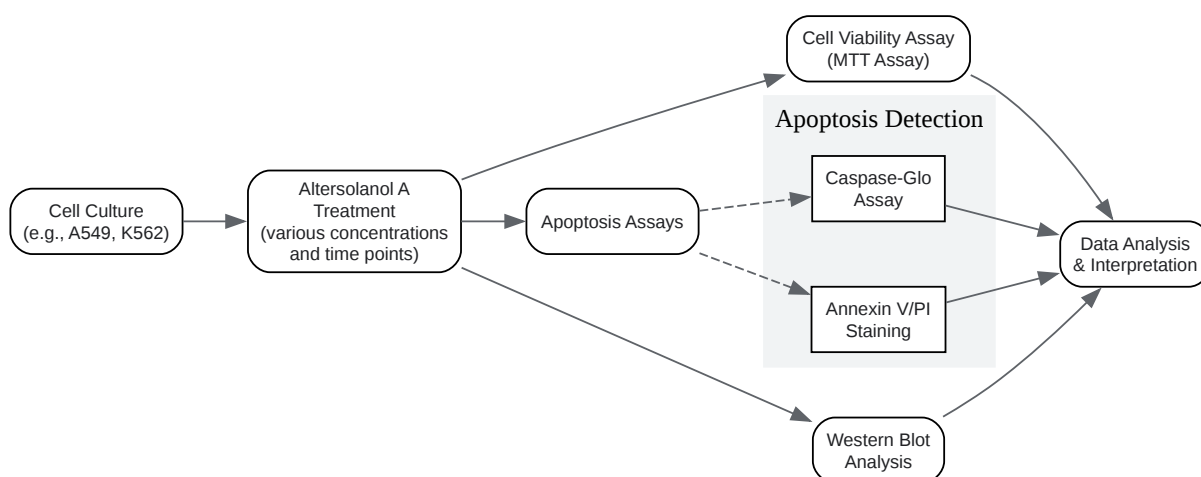 Cell Culture
(e.g., A549, K562)
Altersolanol A
Treatment
(various concentrations
and time points)
Cell Viability Assay
(MTT Assay)
Apoptosis Assays
Apoptosis Detection
Caspase-Glo
Assay
Annexin V/PI
Staining
Western Blot
Analysis
Data Analysis
& Interpretation